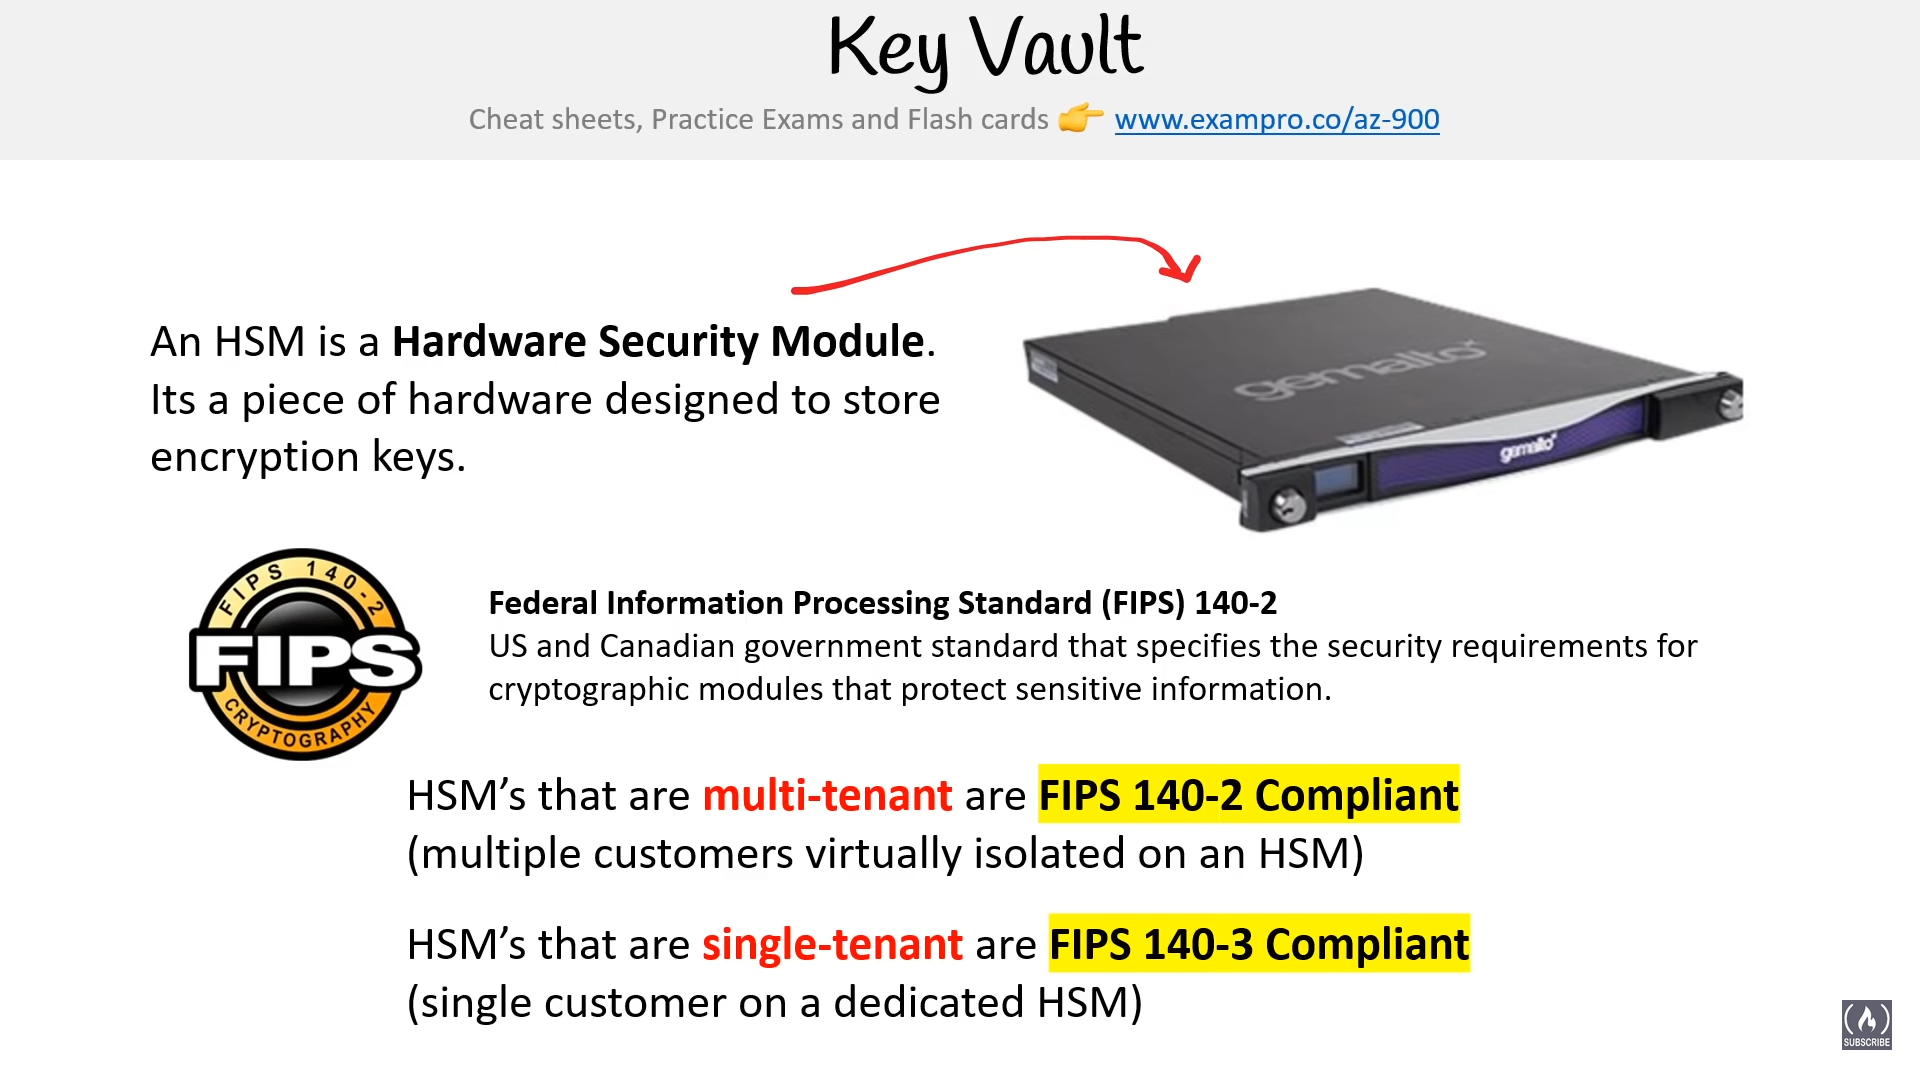 Key Vault
Cheat sheets, Practice Exams and Flash cards 👉 www.exampro.co/az-900
An HSM is a Hardware Security Module.
Its a piece of hardware designed to store
encryption keys.
gemalto
gemalto
FIPS 140-2
FIPS
CRYPTOGRAPHY
Federal Information Processing Standard (FIPS) 140-2
US and Canadian government standard that specifies the security requirements for
cryptographic modules that protect sensitive information.
HSM’s that are multi-tenant are FIPS 140-2 Compliant
(multiple customers virtually isolated on an HSM)
HSM’s that are single-tenant are FIPS 140-3 Compliant
(single customer on a dedicated HSM)
SUBSCRIBE